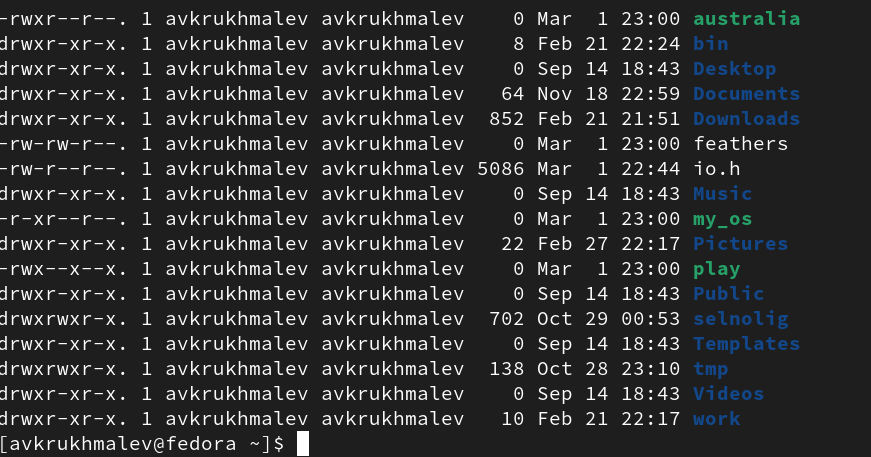 -rwxr--r--. 1 avkrukhmalev avkrukhmalev    0 Mar  1 23:00 australia
drwxr-xr-x. 1 avkrukhmalev avkrukhmalev    8 Feb 21 22:24 bin
drwxr-xr-x. 1 avkrukhmalev avkrukhmalev    0 Sep 14 18:43 Desktop
drwxr-xr-x. 1 avkrukhmalev avkrukhmalev   64 Nov 18 22:59 Documents
drwxr-xr-x. 1 avkrukhmalev avkrukhmalev  852 Feb 21 21:51 Downloads
-rw-rw-r--. 1 avkrukhmalev avkrukhmalev    0 Mar  1 23:00 feathers
-rw-r--r--. 1 avkrukhmalev avkrukhmalev 5086 Mar  1 22:44 io.h
drwxr-xr-x. 1 avkrukhmalev avkrukhmalev    0 Sep 14 18:43 Music
-r-xr--r--. 1 avkrukhmalev avkrukhmalev    0 Mar  1 23:00 my_os
drwxr-xr-x. 1 avkrukhmalev avkrukhmalev   22 Feb 27 22:17 Pictures
-rwx--x--x. 1 avkrukhmalev avkrukhmalev    0 Mar  1 23:00 play
drwxr-xr-x. 1 avkrukhmalev avkrukhmalev    0 Sep 14 18:43 Public
drwxrwxr-x. 1 avkrukhmalev avkrukhmalev  702 Oct 29 00:53 selnolig
drwxr-xr-x. 1 avkrukhmalev avkrukhmalev    0 Sep 14 18:43 Templates
drwxrwxr-x. 1 avkrukhmalev avkrukhmalev  138 Oct 28 23:10 tmp
drwxr-xr-x. 1 avkrukhmalev avkrukhmalev    0 Sep 14 18:43 Videos
drwxr-xr-x. 1 avkrukhmalev avkrukhmalev   10 Feb 21 22:17 work
[avkrukhmalev@fedora ~]$